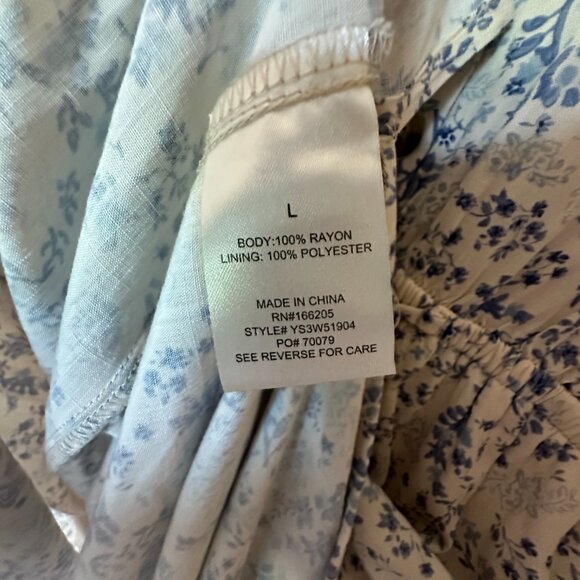 L
BODY:100% RAYON
LINING: 100% POLYESTER
MADE IN CHINA
RN#166205
STYLE# YS3W51904
PO# 70079
SEE REVERSE FOR CARE